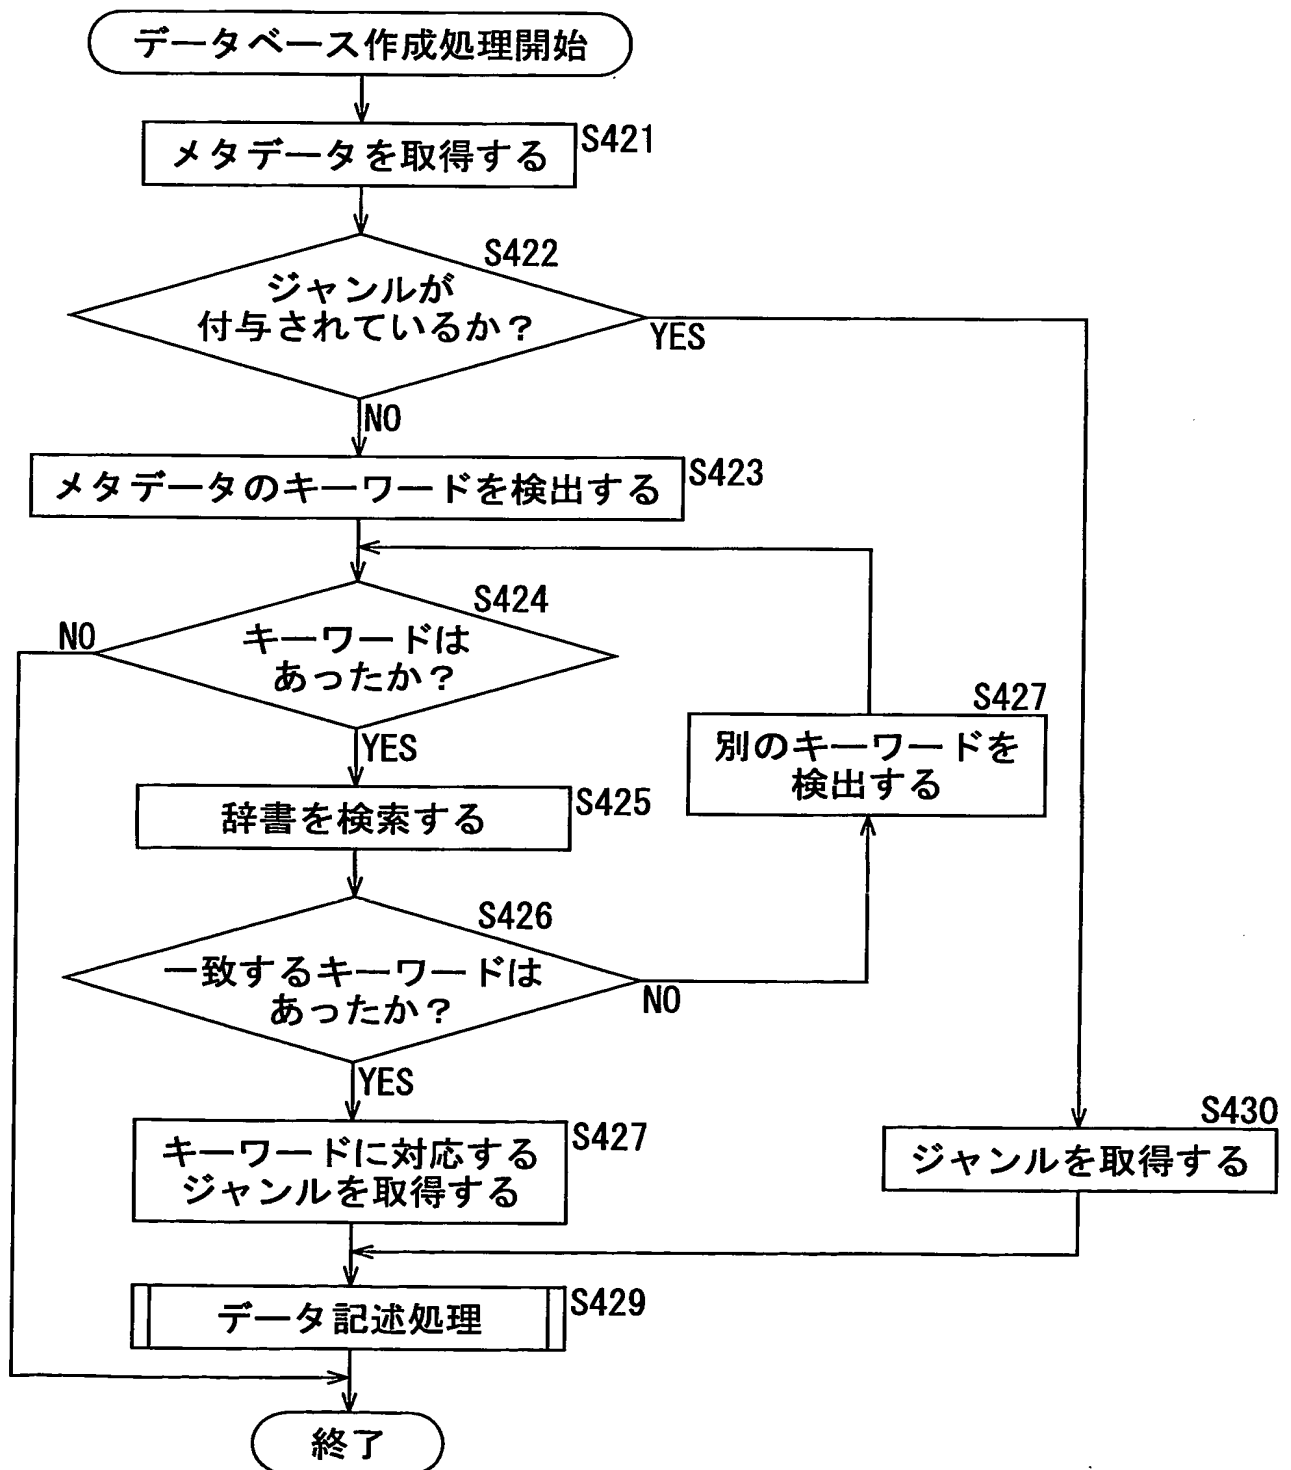 データベース作成処理開始
メタデータを取得する
S421
S422
ジャンルが
付与されているか？
YES
NO
メタデータのキーワードを検出する
S423
S424
キーワードは
あったか？
NO
YES
S427
別のキーワードを
検出する
辞書を検索する
S425
S426
一致するキーワードは
あったか？
NO
YES
キーワードに対応する
ジャンルを取得する
S427
S430
ジャンルを取得する
データ記述処理
S429
終了